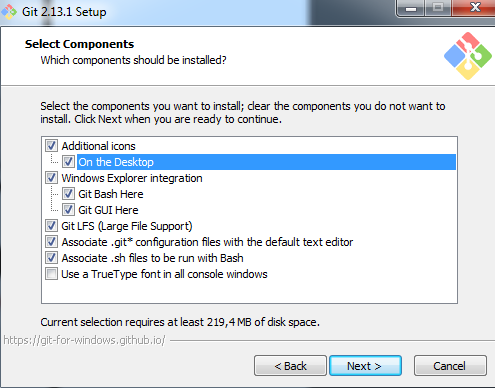 Git 2.13.1 Setup
Select Components
Which components should be installed?
Select the components you want to install; clear the components you do not want to
install. Click Next when you are ready to continue.
Additional icons
On the Desktop
Windows Explorer integration
Git Bash Here
Git GUI Here
Git LFS (Large File Support)
Associate .git* configuration files with the default text editor
Associate .sh files to be run with Bash
Use a TrueType font in all console windows
Current selection requires at least 219,4 MB of disk space.
https://git-for-windows.github.io/
< Back
Next >
Cancel